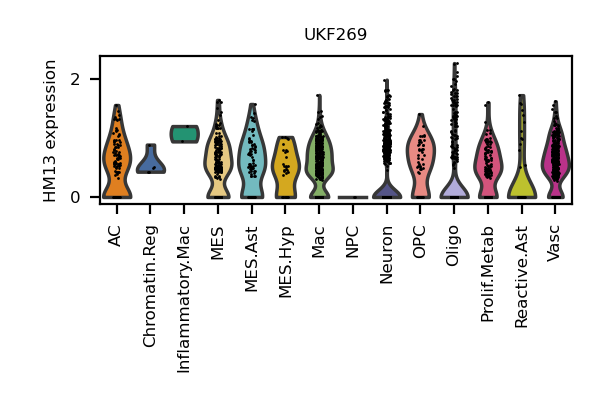 UKF269
HM13 expression
2
0
AC
Chromatin.Reg
Inflammatory.Mac
MES
MES.Ast
MES.Hyp
Mac
NPC
Neuron
OPC
Oligo
Prolif.Metab
Reactive.Ast
Vasc